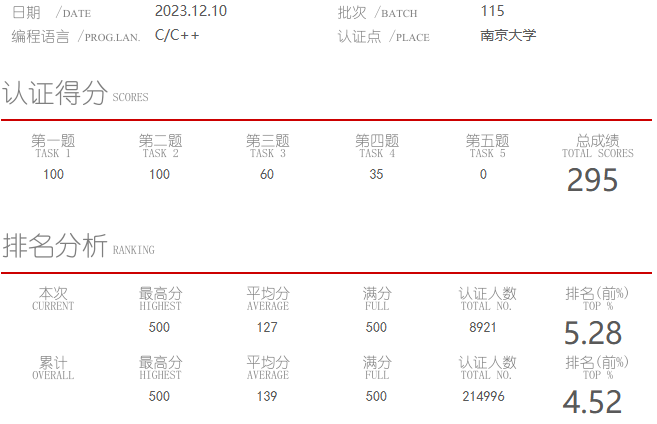 日期 /DATE 2023.12.10 批次 /BATCH 115
编程语言 /PROG.LAN. C/C++ 认证点 /PLACE 南京大学
认证得分 SCORES
第一题 第二题 第三题 第四题 第五题 总成绩
TASK 1 TASK 2 TASK 3 TASK 4 TASK 5 TOTAL SCORES
100 100 60 35 0 295
排名分析 RANKING
本次 最高分 平均分 满分 认证人数 排名(前%)
CURRENT HIGHEST AVERAGE FULL TOTAL NO. TOP %
500 127 500 8921 5.28
累计 最高分 平均分 满分 认证人数 排名(前%)
OVERALL HIGHEST AVERAGE FULL TOTAL NO. TOP %
500 139 500 214996 4.52